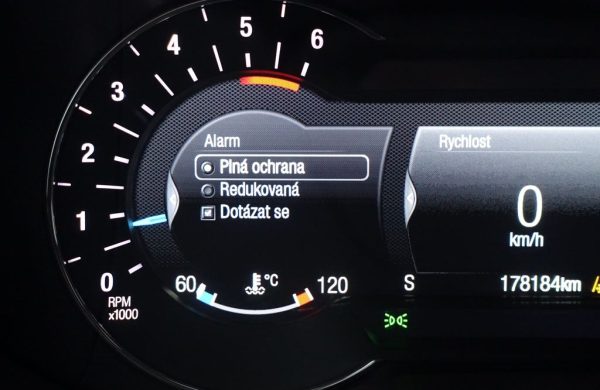 6
5
4
3
2
1
0
RPM
x1000
Alarm
Plná ochrana
Redukovaná
Dotázat se
60 °C 120
Rychlost
0
km/h
S 178184km